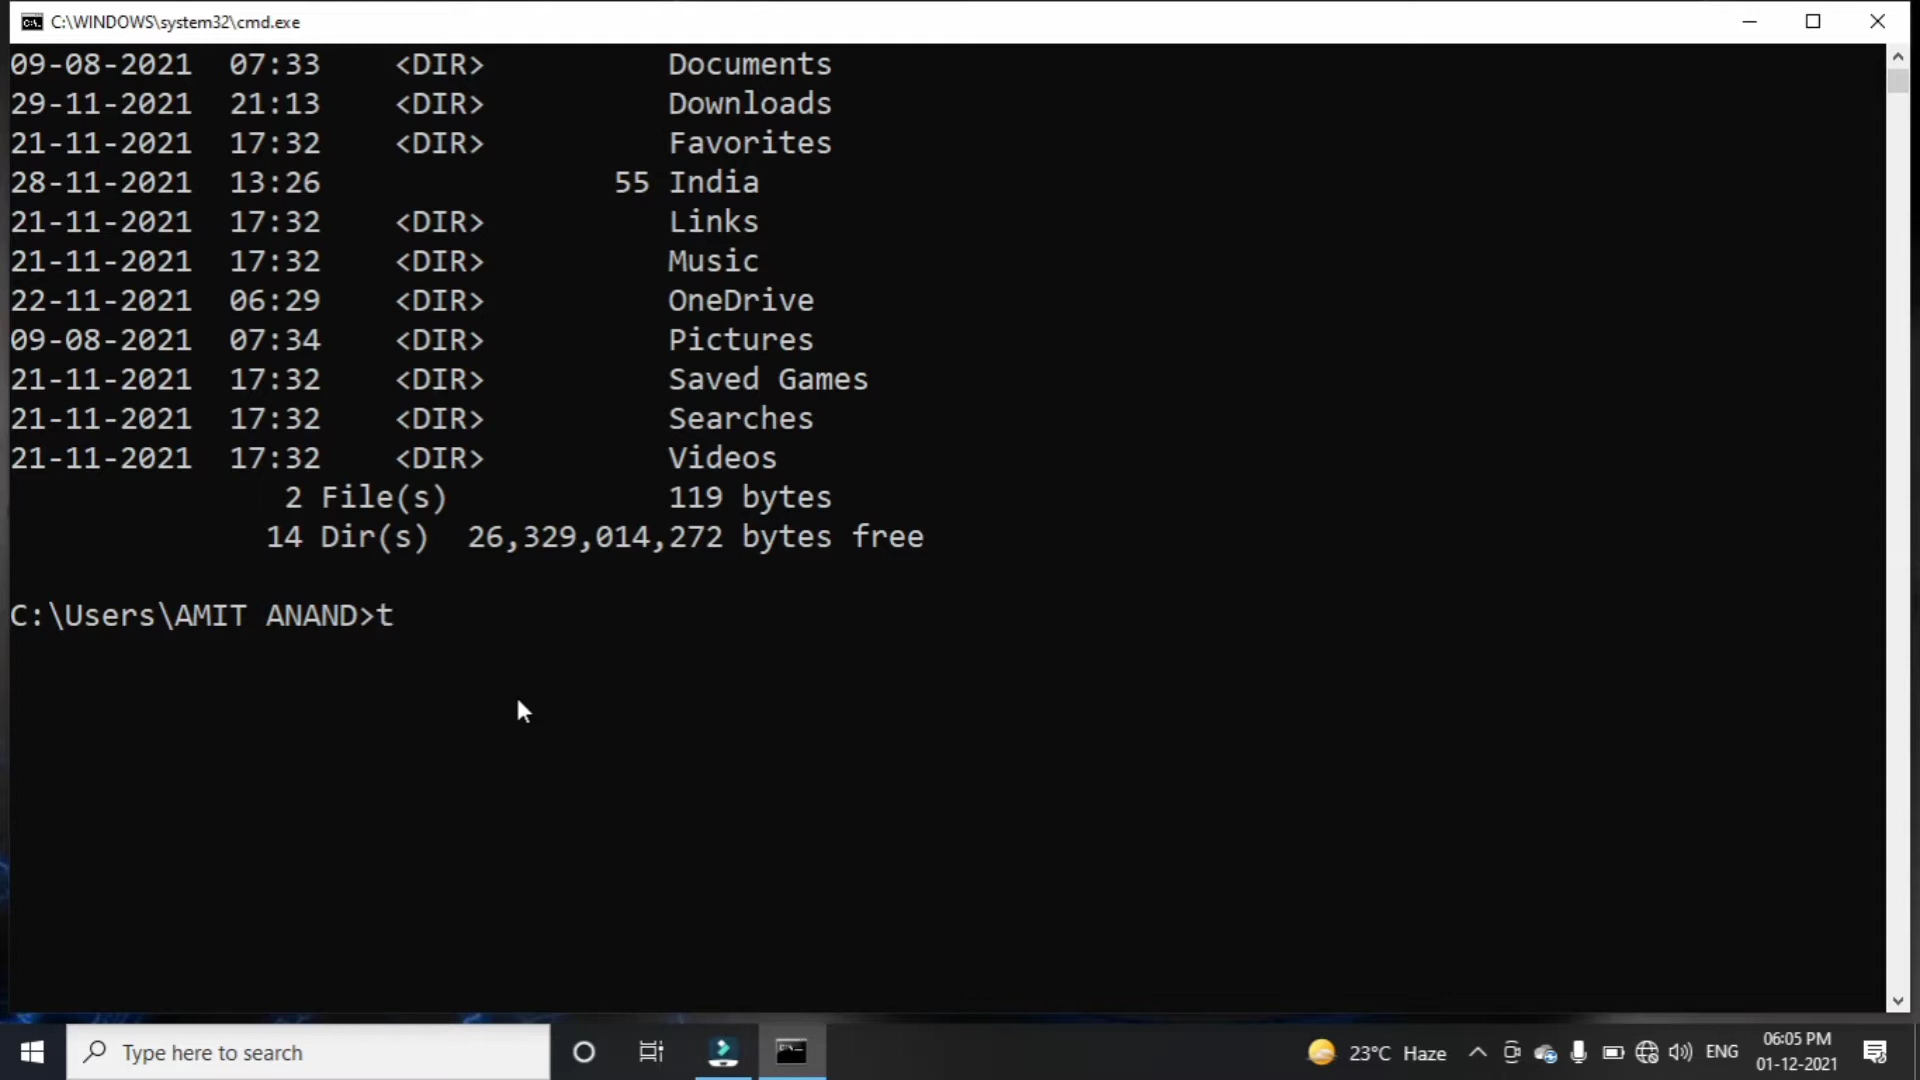 C:\WINDOWS\system32\cmd.exe
09-08-2021 07:33 <DIR> Documents
29-11-2021 21:13 <DIR> Downloads
21-11-2021 17:32 <DIR> Favorites
28-11-2021 13:26 55 India
21-11-2021 17:32 <DIR> Links
21-11-2021 17:32 <DIR> Music
22-11-2021 06:29 <DIR> OneDrive
09-08-2021 07:34 <DIR> Pictures
21-11-2021 17:32 <DIR> Saved Games
21-11-2021 17:32 <DIR> Searches
21-11-2021 17:32 <DIR> Videos
2 File(s) 119 bytes
14 Dir(s) 26,329,014,272 bytes free
C:\Users\AMIT ANAND>t
Type here to search
23°C Haze
ENG
06:05 PM
01-12-2021